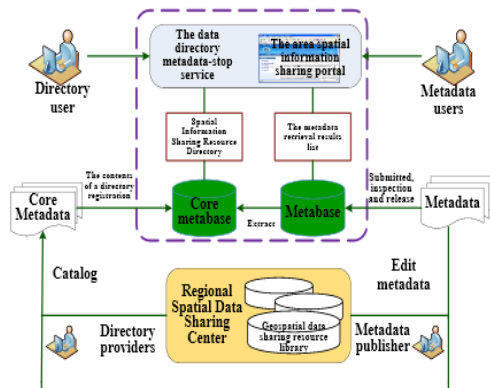 The data
directory
metadata-stop
service
The area spatial
information
sharing portal
Directory
user
Metadata
users
Spatial
Information
Sharing Resource
Directory
The metadata
retrieval results
list
The contents
of a directory
registration
Submitted,
inspection
and release
Core
Metadata
Core
metabase
Extract
Metabase
Metadata
Catalog
Edit
metadata
Regional
Spatial Data
Sharing
Center
Geospatial data
sharing resource
library
Directory
providers
Metadata
publisher